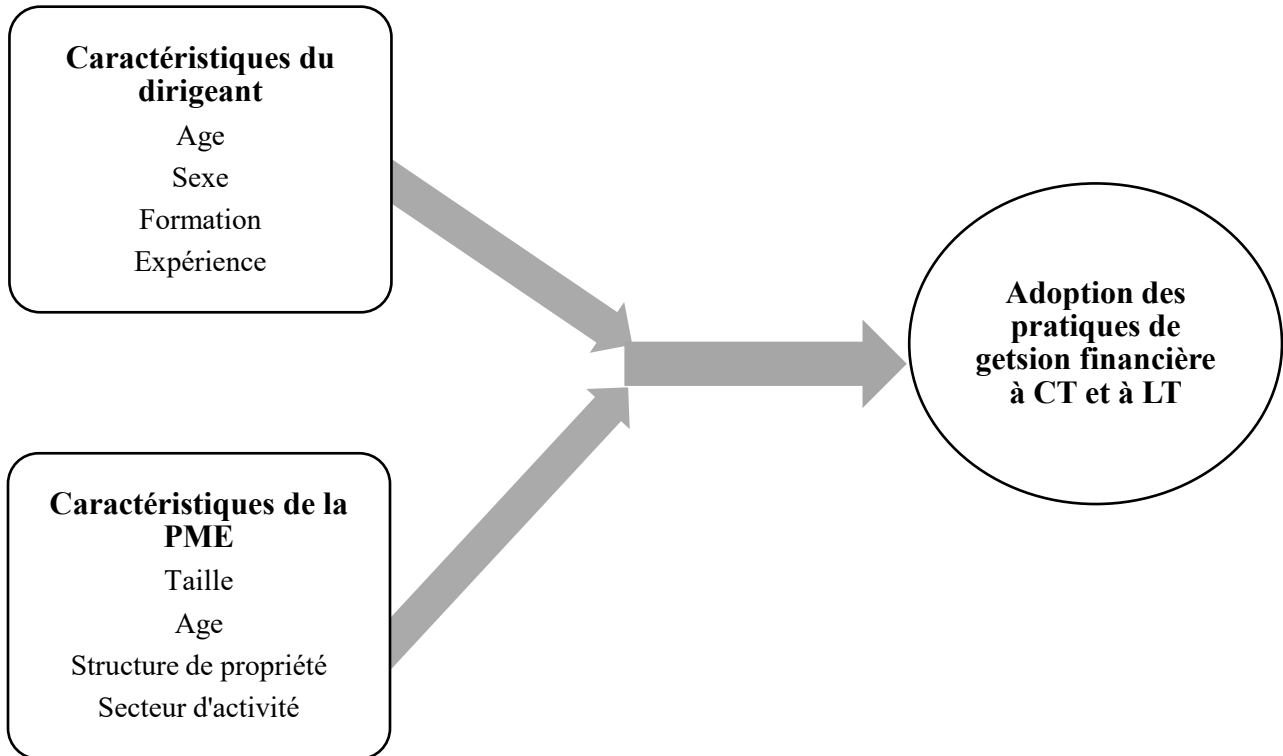 Caractéristiques du
dirigeant
Age
Sexe
Formation
Expérience
Caractéristiques de la
PME
Taille
Age
Structure de propriété
Secteur d'activité
Adoption des
pratiques de
getsion financière
à CT et à LT